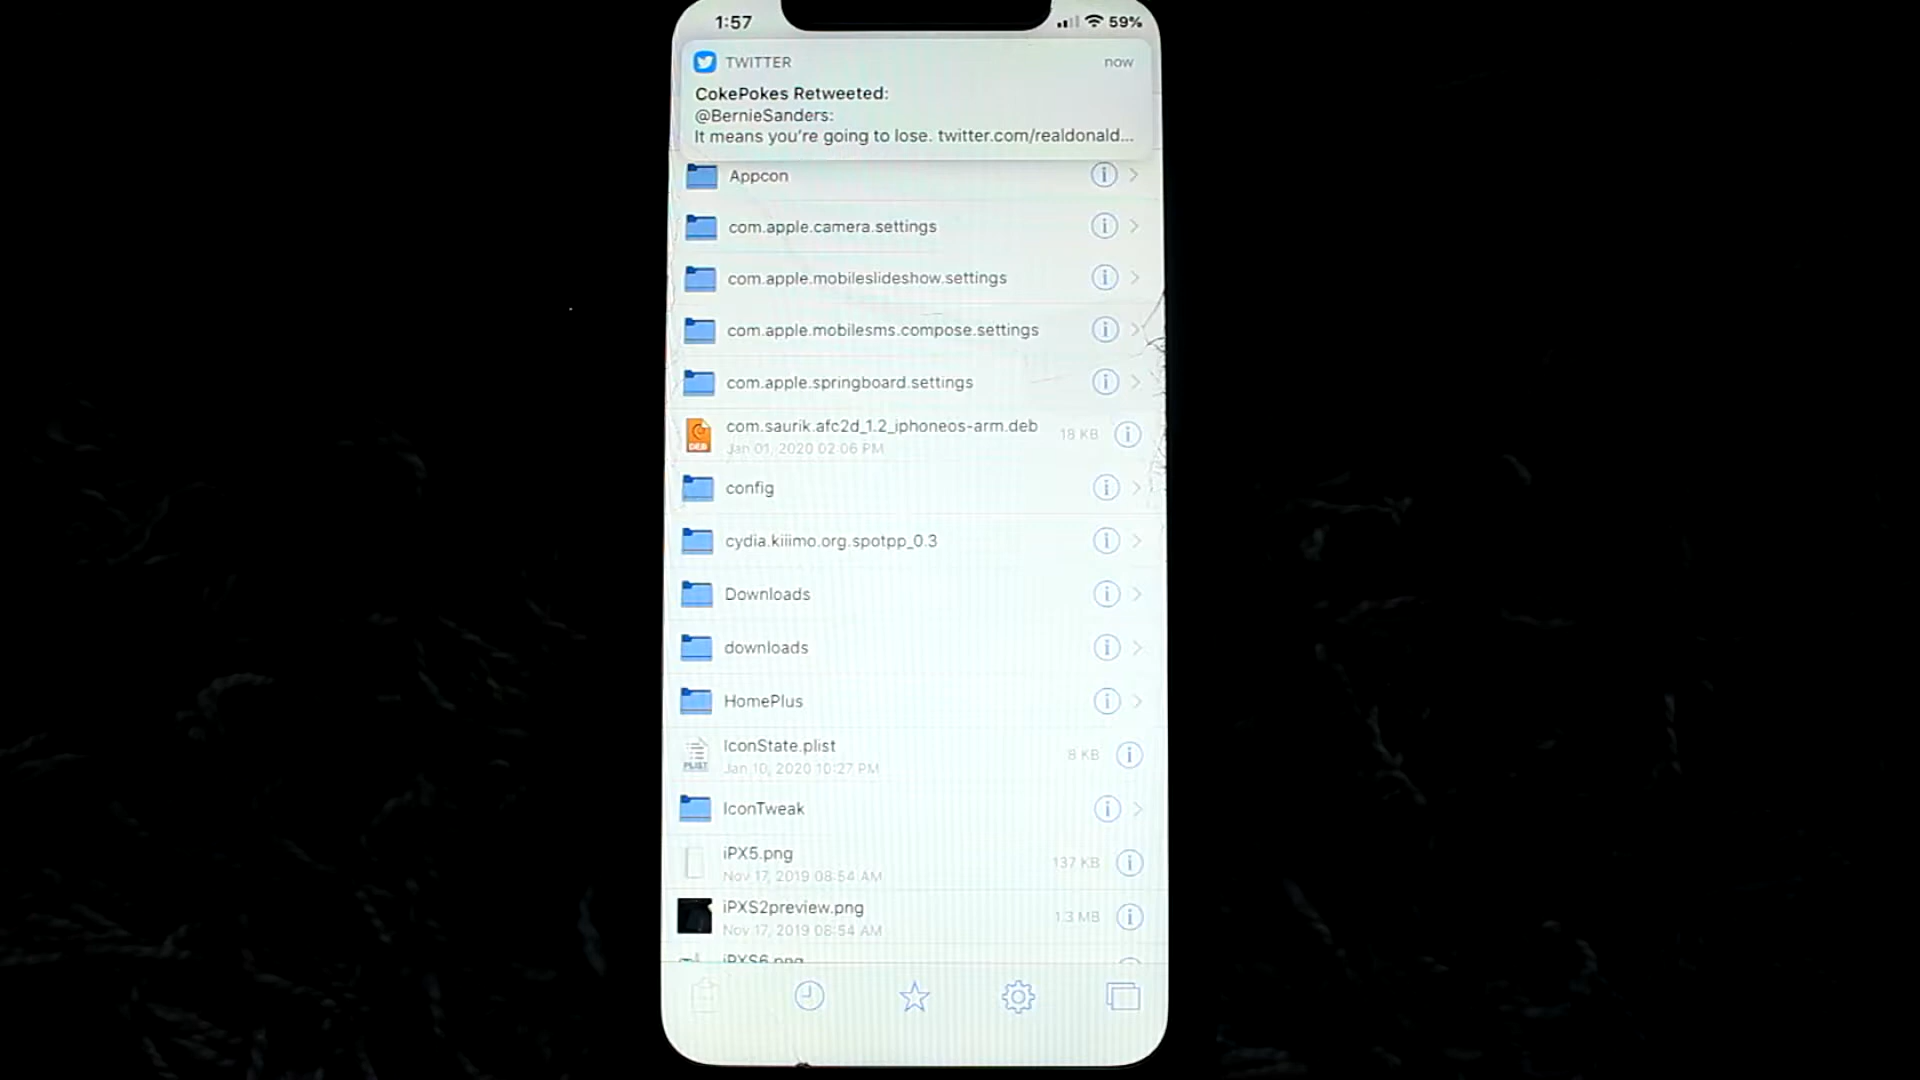 1:57
59%
TWITTER
now
CokePokes Retweeted:
@BernieSanders:
It means you're going to lose. twitter.com/realdonald...
Appcon
com.apple.camera.settings
com.apple.mobileslideshow.settings
com.apple.mobilesms.compose.settings
com.apple.springboard.settings
com.saurik.afc2d_1.2_iphoneos-arm.deb
18 KB
DEB
Jan 01, 2020 02:06 PM
config
cydia.kiiimo.org.spotpp_0.3
Downloads
downloads
HomePlus
IconState.plist
8 KB
PLIST
Jan 10, 2020 10:27 PM
IconTweak
iPX5.png
137 KB
Nov 17, 2019 08:54 AM
iPXS2preview.png
1.3 MB
Nov 17, 2019 08:54 AM
iPXS6.png